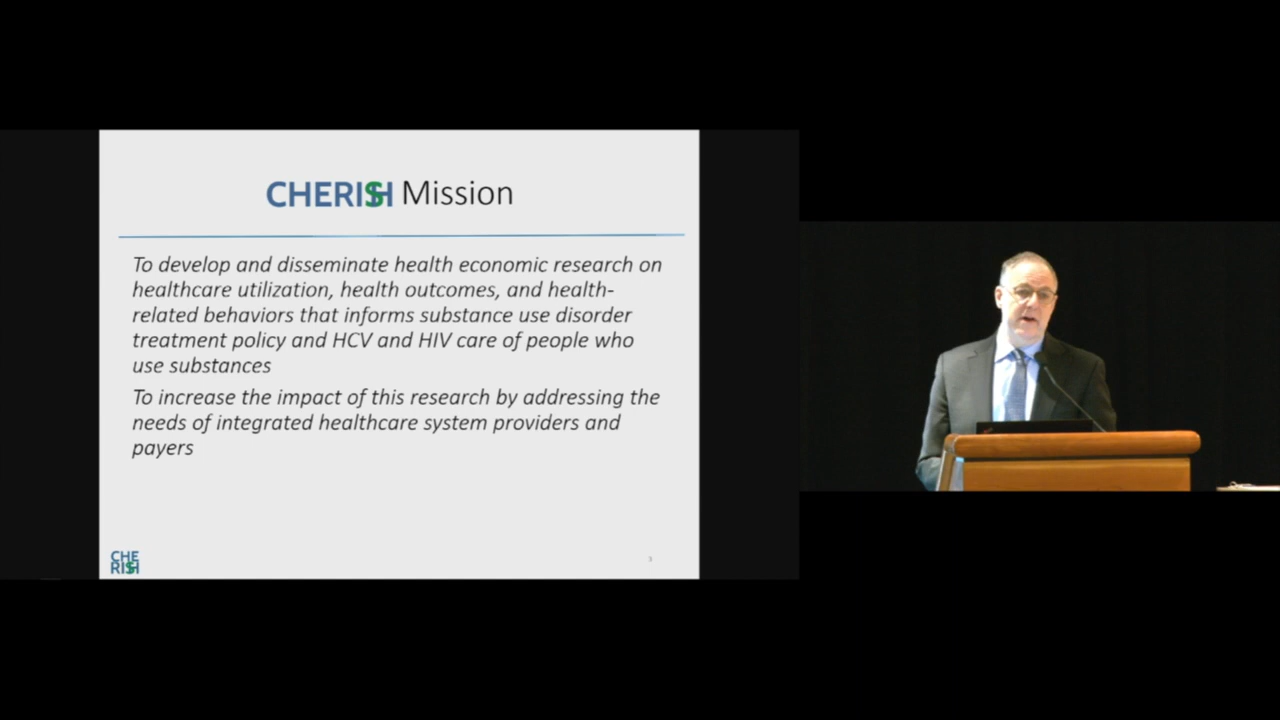 CHERISH Mission
To develop and disseminate health economic research on
healthcare utilization, health outcomes, and health-
related behaviors that informs substance use disorder
treatment policy and HCV and HIV care of people who
use substances
To increase the impact of this research by addressing the
needs of integrated healthcare system providers and
payers
CHE
RISH